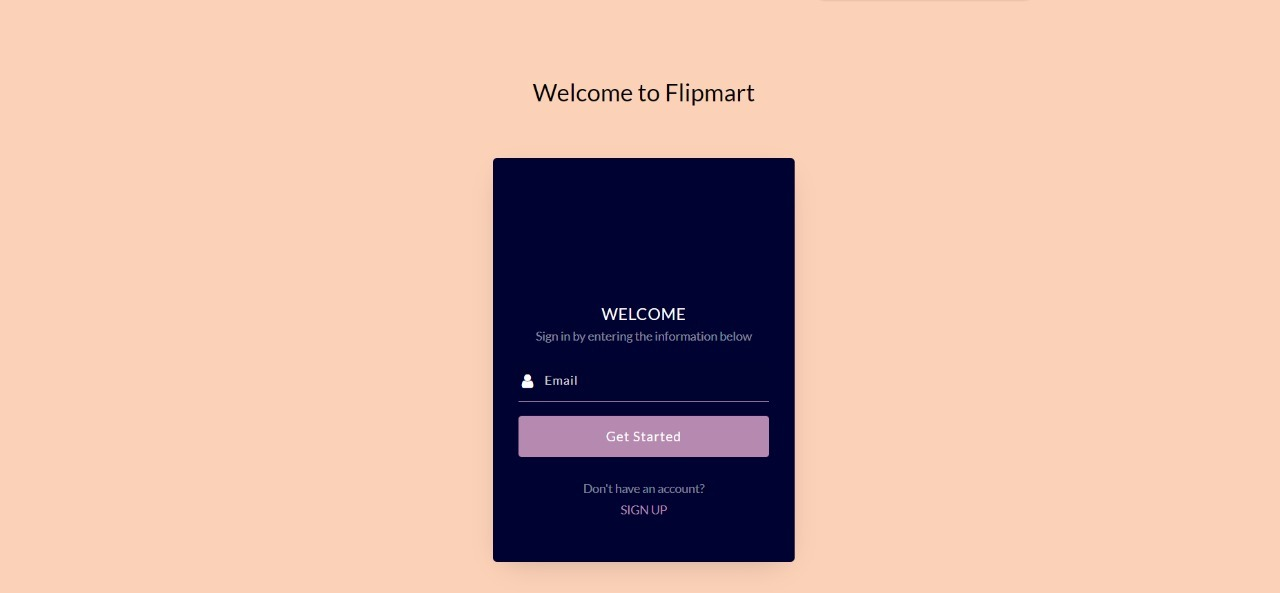 Welcome to Flipmart
WELCOME
Sign in by entering the information below
Email
Get Started
Don't have an account?
SIGN UP